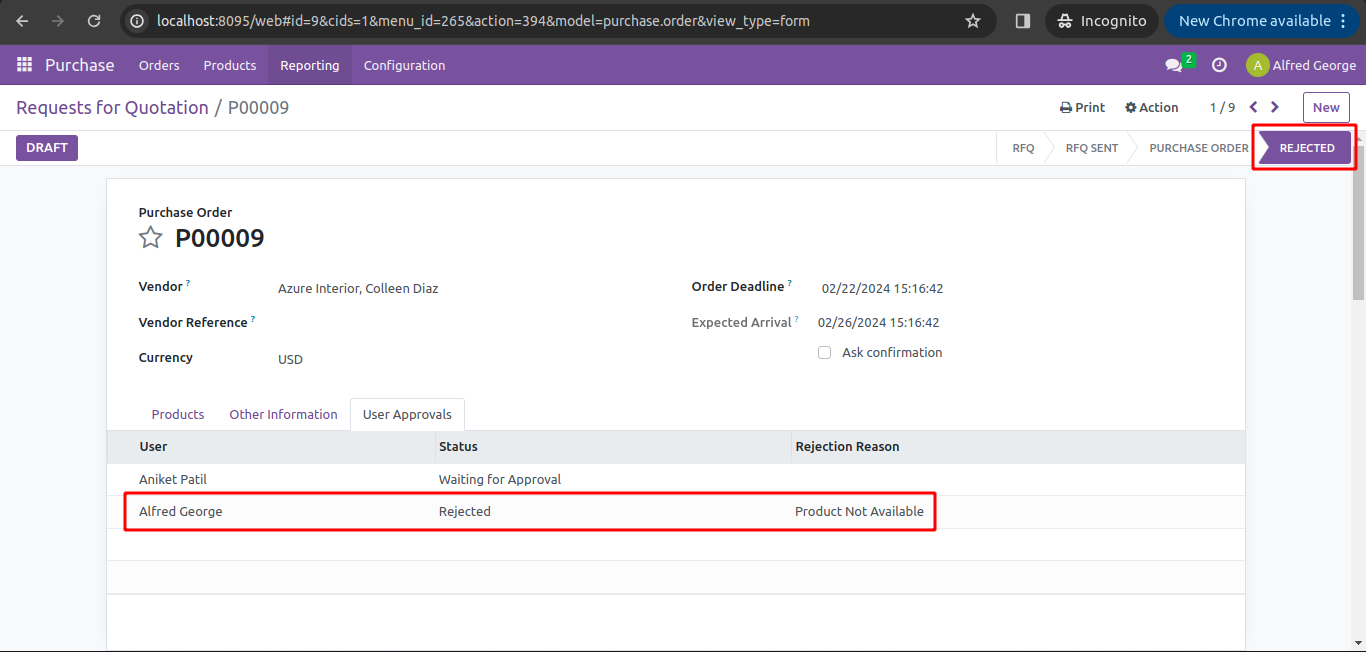 localhost:8095/web#id=9&cids=1&menu_id=265&action=394&model=purchase.order&view_type=form Incognito New Chrome available
Purchase Orders Products Reporting Configuration 2 A Alfred George
Requests for Quotation / P00009 Print Action 1 / 9 New
DRAFT RFQ RFQ SENT PURCHASE ORDER REJECTED
Purchase Order
P00009
Vendor ? Azure Interior, Colleen Diaz Order Deadline ? 02/22/2024 15:16:42
Vendor Reference ? Expected Arrival ? 02/26/2024 15:16:42
Currency USD Ask confirmation
Products Other Information User Approvals
User Status Rejection Reason
Aniket Patil Waiting for Approval
Alfred George Rejected Product Not Available